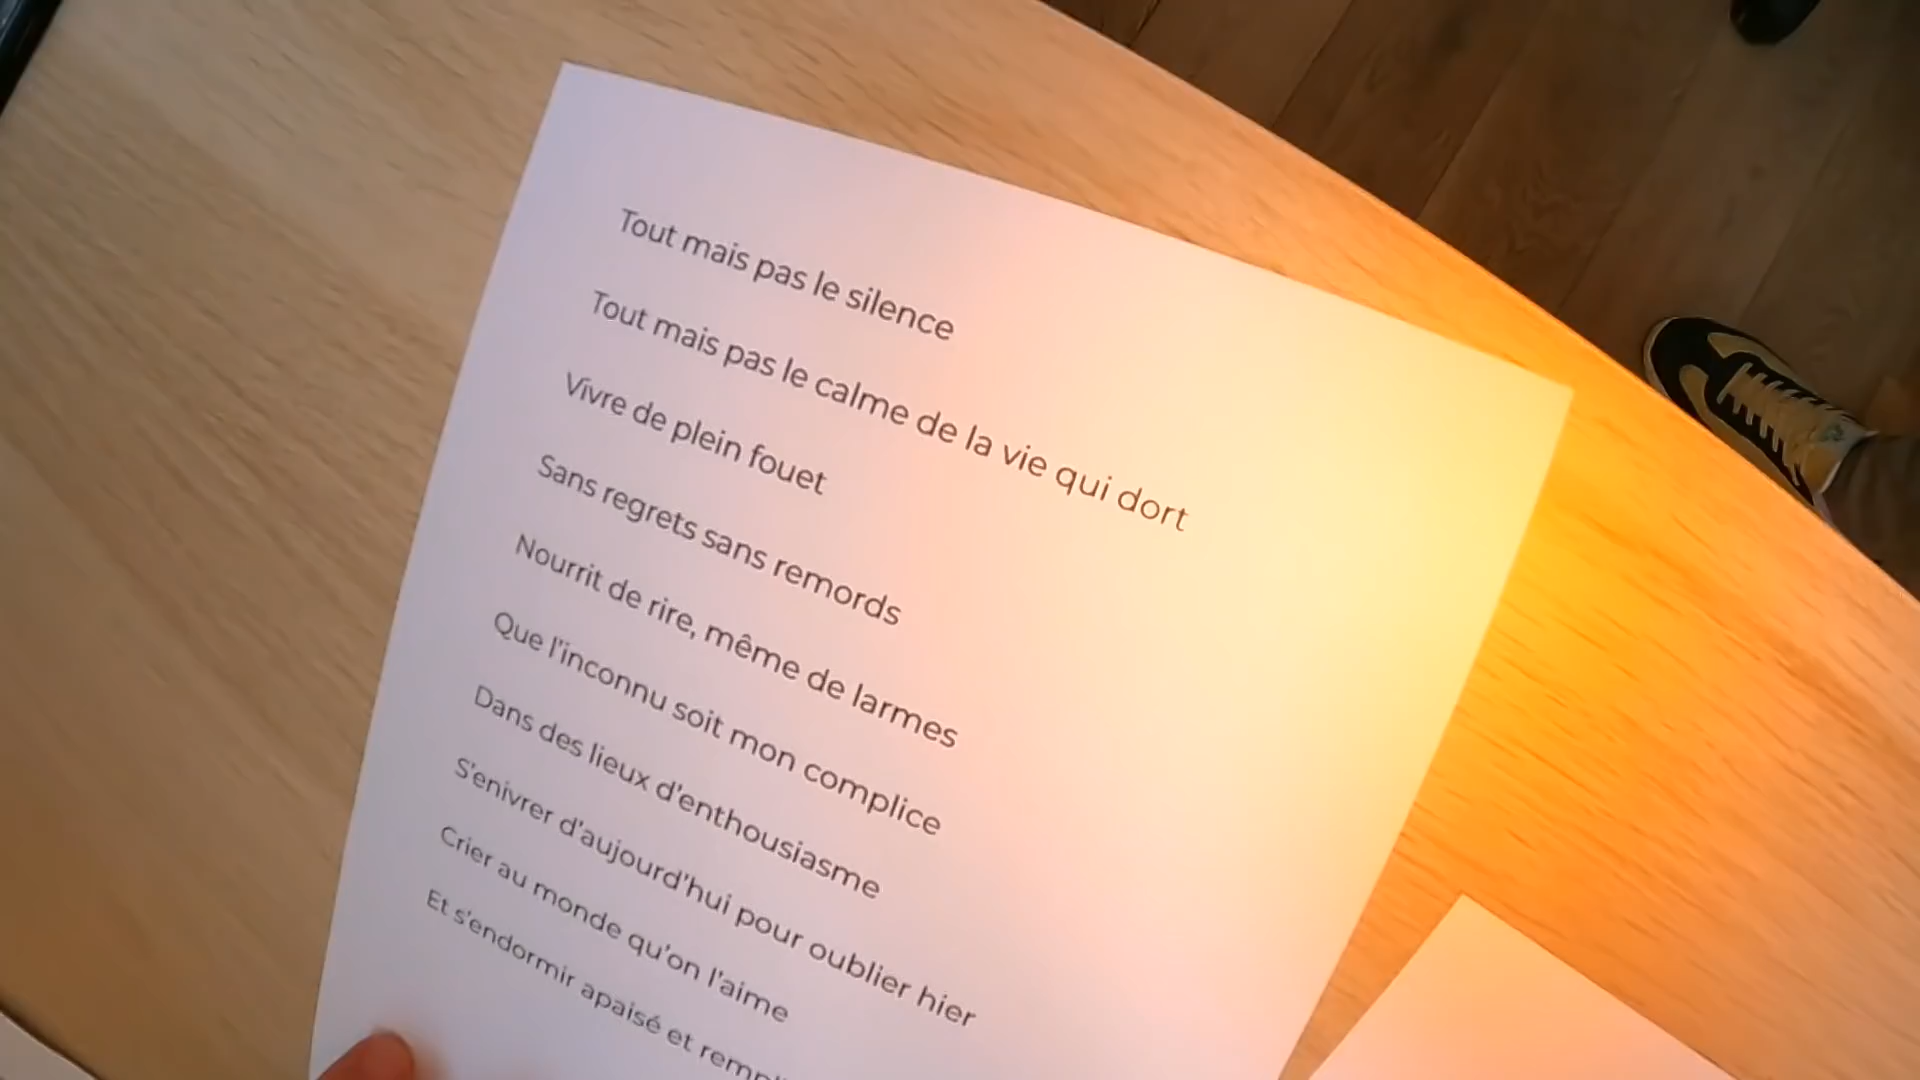 Tout mais pas le silence
Tout mais pas le calme de la vie qui dort
Vivre de plein fouet
Sans regrets sans remords
Nourrit de rire, même de larmes
Que l'inconnu soit mon complice
Dans des lieux d'enthousiasme
S'enivrer d'aujourd'hui pour oublier hier
Crier au monde qu'on l'aime
Et s'endormir apaisé et